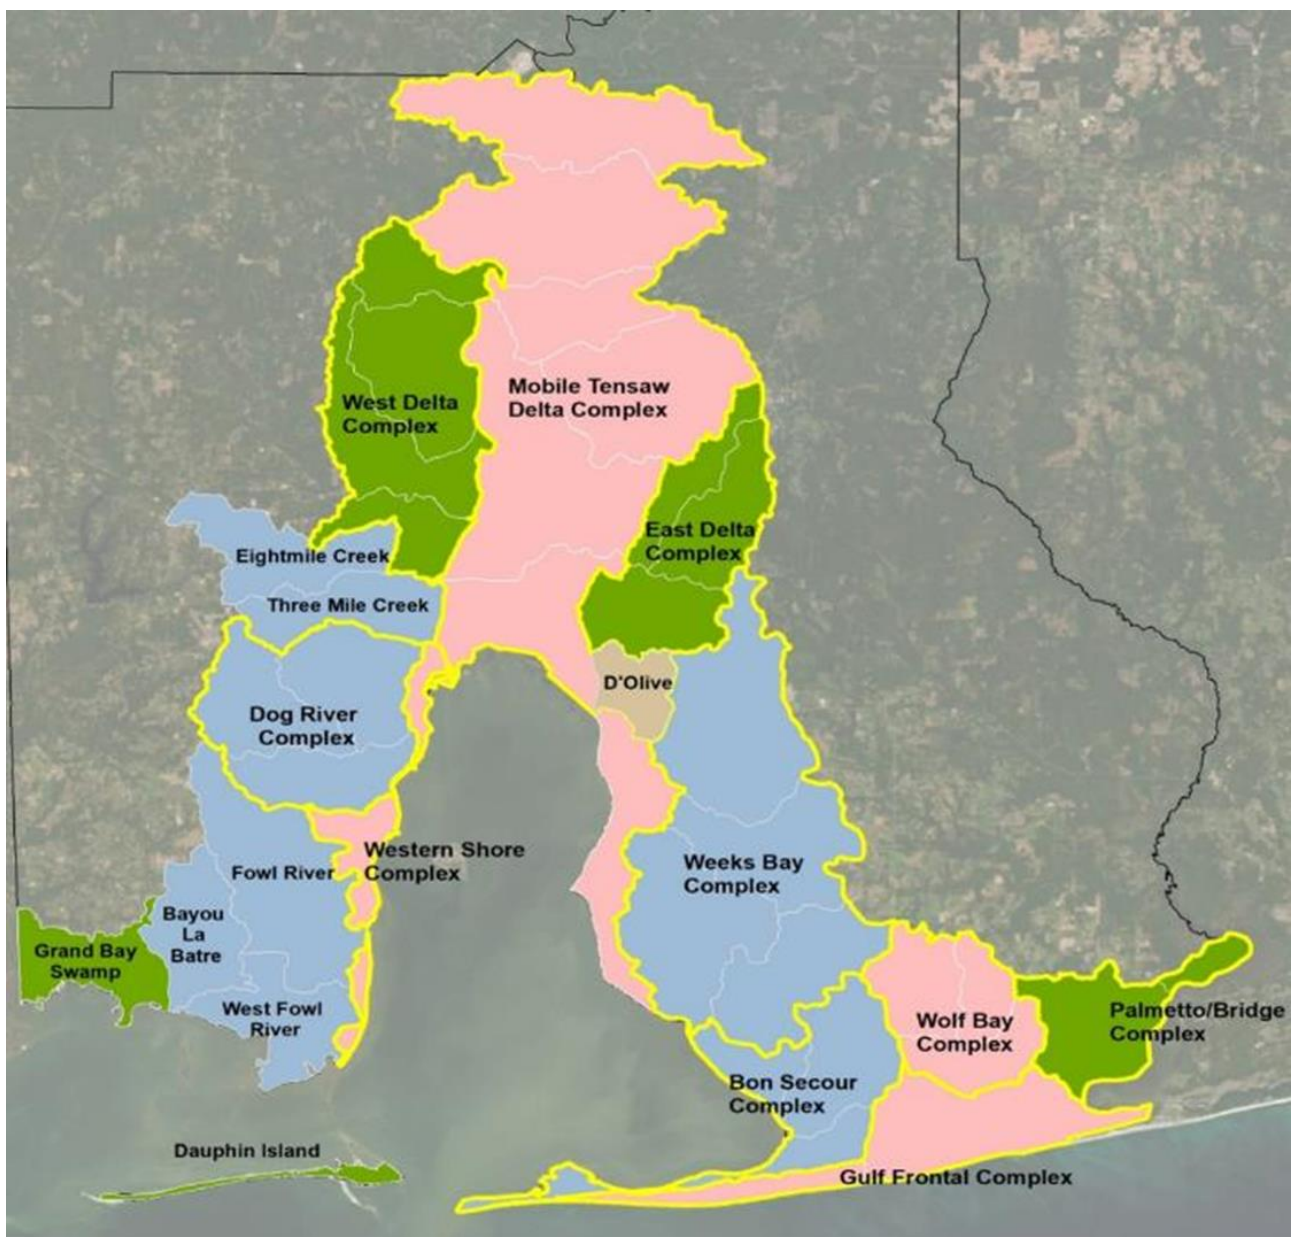 Mobile Tensaw
Delta Complex
West Delta
Complex
East Delta
Complex
Eightmile Creek
Three Mile Creek
D'Olive
Dog River
Complex
Western Shore
Complex
Fowl River
Weeks Bay
Complex
Bayou
La
Batre
Grand Bay
Swamp
West Fowl
River
Wolf Bay
Complex
Palmetto/Bridge
Complex
Bon Secour
Complex
Dauphin Island
Gulf Frontal Complex